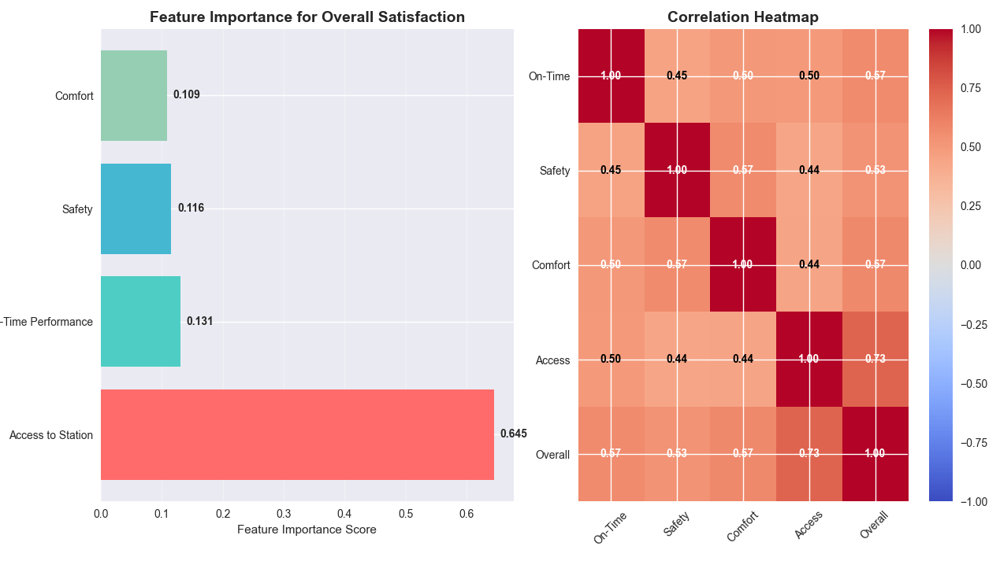 Feature Importance for Overall Satisfaction
Comfort
0.109
Safety
0.116
-Time Performance
0.131
Access to Station
0.645
0.0 0.1 0.2 0.3 0.4 0.5 0.6
Feature Importance Score
Correlation Heatmap
On-Time 1.00 0.45 0.50 0.50 0.57
Safety 0.45 1.00 0.57 0.44 0.53
Comfort 0.50 0.57 1.00 0.44 0.57
Access 0.50 0.44 0.44 1.00 0.73
Overall 0.57 0.53 0.57 0.73 1.00
On-Time Safety Comfort Access Overall
1.00
0.75
0.50
0.25
0.00
−0.25
−0.50
−0.75
−1.00